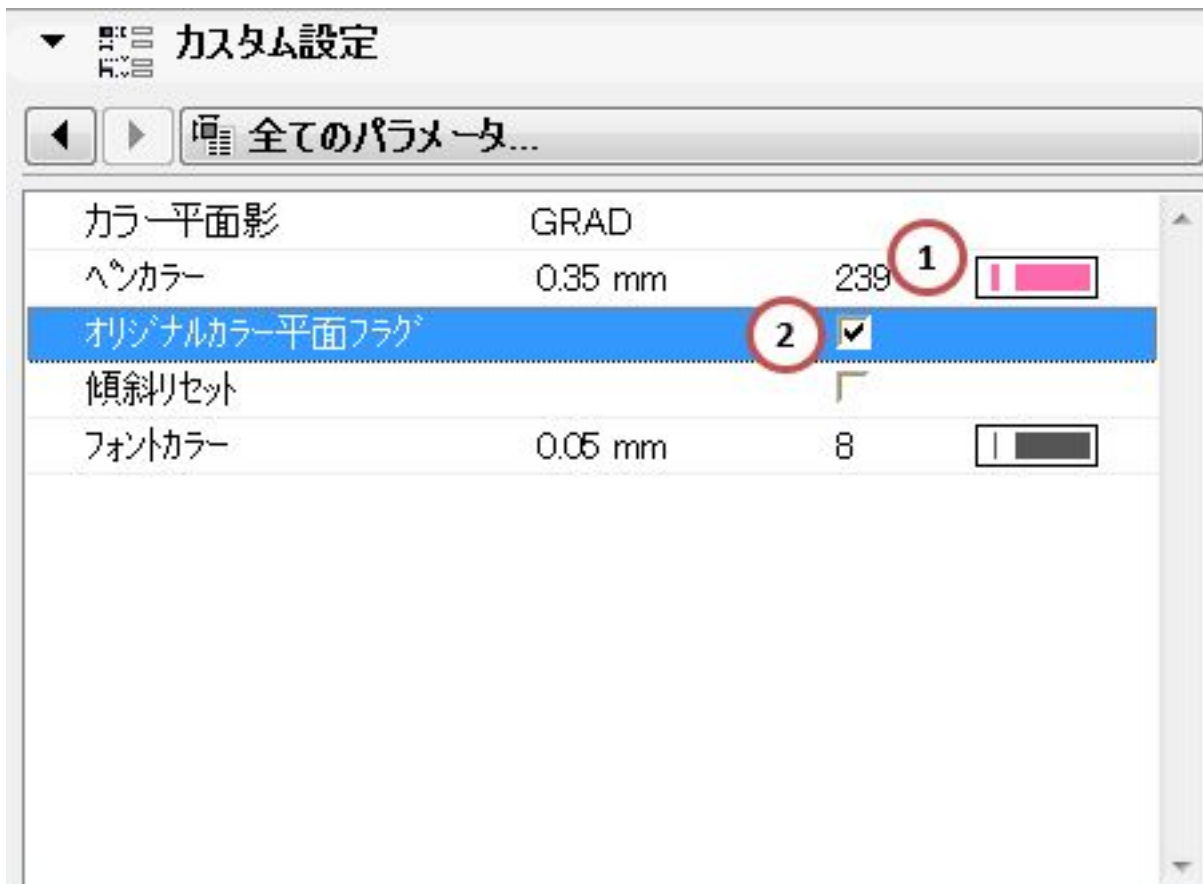 カスタム設定
全てのパラメータ...
カラー平面影 GRAD
ペンカラー 0.35 mm 239 1
オリジナルカラー平面フラグ 2
傾斜リセット
フォントカラー 0.05 mm 8